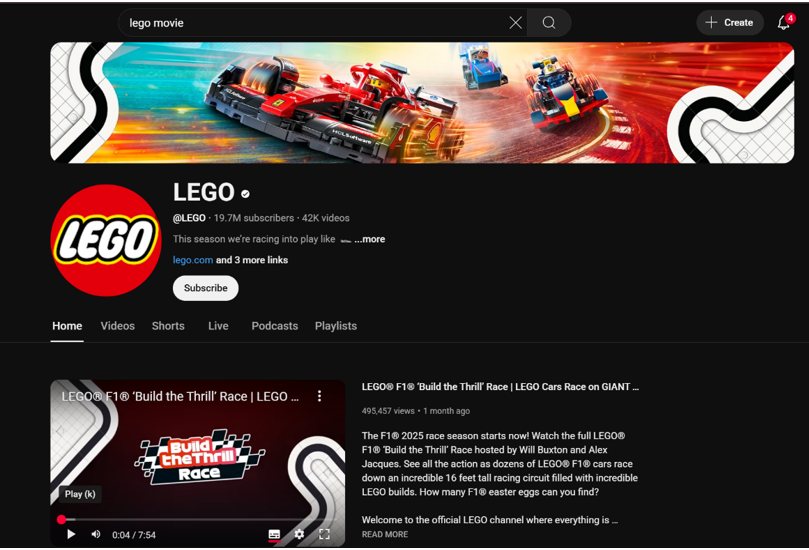 lego movie
Create
4
HCLSoftware
LEGO
LEGO
@LEGO · 19.7M subscribers · 42K videos
This season we're racing into play like
...more
lego.com and 3 more links
Subscribe
Home
Videos
Shorts
Live
Podcasts
Playlists
LEGO® F1® 'Build the Thrill' Race | LEGO ...
Build
the Thrill
Race
Play (k)
0:04 / 7:54
LEGO® F1® 'Build the Thrill' Race | LEGO Cars Race on GIANT ...
495,457 views • 1 month ago
The F1® 2025 race season starts now! Watch the full LEGO®
F1® 'Build the Thrill' Race hosted by Will Buxton and Alex
Jacques. See all the action as dozens of LEGO® F1® cars race
down an incredible 16 feet tall racing circuit filled with incredible
LEGO builds. How many F1® easter eggs can you find?
Welcome to the official LEGO channel where everything is ...
READ MORE